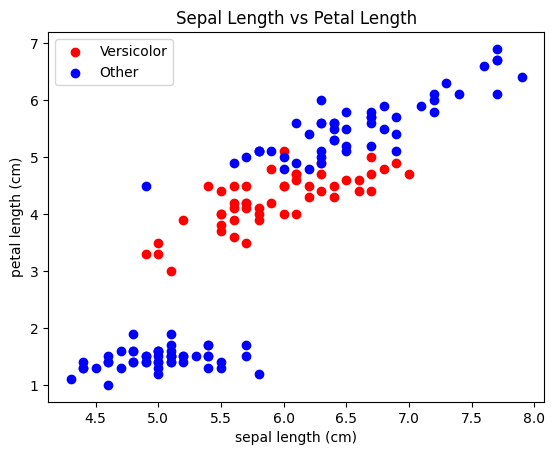 Sepal Length vs Petal Length
Versicolor
Other
petal length (cm)
7
6
5
4
3
2
1
4.5 5.0 5.5 6.0 6.5 7.0 7.5 8.0
sepal length (cm)